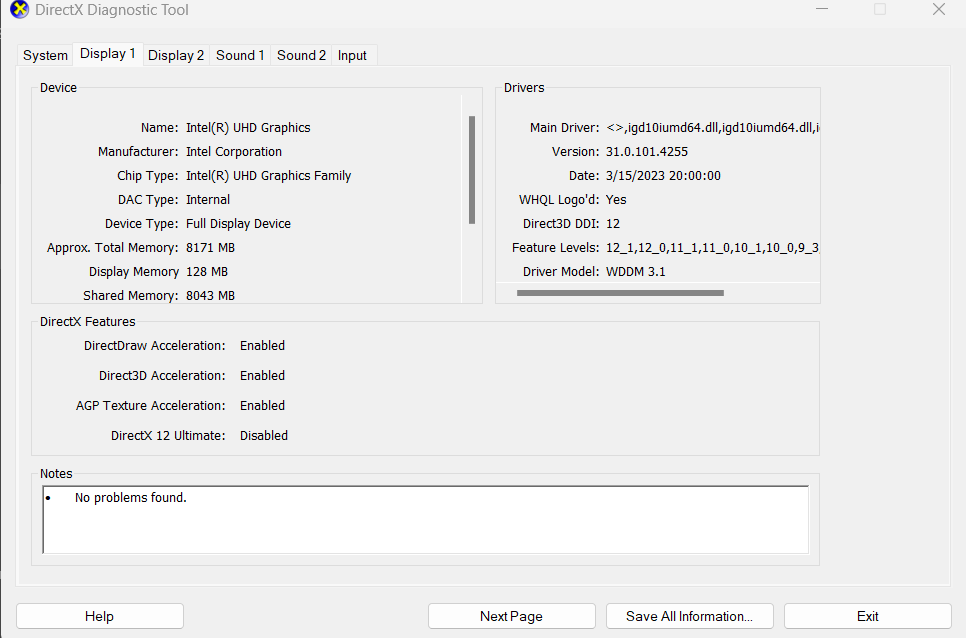 DirectX Diagnostic Tool
System Display 1 Display 2 Sound 1 Sound 2 Input
Device
Name: Intel(R) UHD Graphics
Manufacturer: Intel Corporation
Chip Type: Intel(R) UHD Graphics Family
DAC Type: Internal
Device Type: Full Display Device
Approx. Total Memory: 8171 MB
Display Memory 128 MB
Shared Memory: 8043 MB
Drivers
Main Driver: <>,igd10iumd64.dll,igd10iumd64.dll,i
Version: 31.0.101.4255
Date: 3/15/2023 20:00:00
WHQL Logo'd: Yes
Direct3D DDI: 12
Feature Levels: 12_1,12_0,11_1,11_0,10_1,10_0,9_3
Driver Model: WDDM 3.1
DirectX Features
DirectDraw Acceleration: Enabled
Direct3D Acceleration: Enabled
AGP Texture Acceleration: Enabled
DirectX 12 Ultimate: Disabled
Notes
• No problems found.
Help Next Page Save All Information... Exit